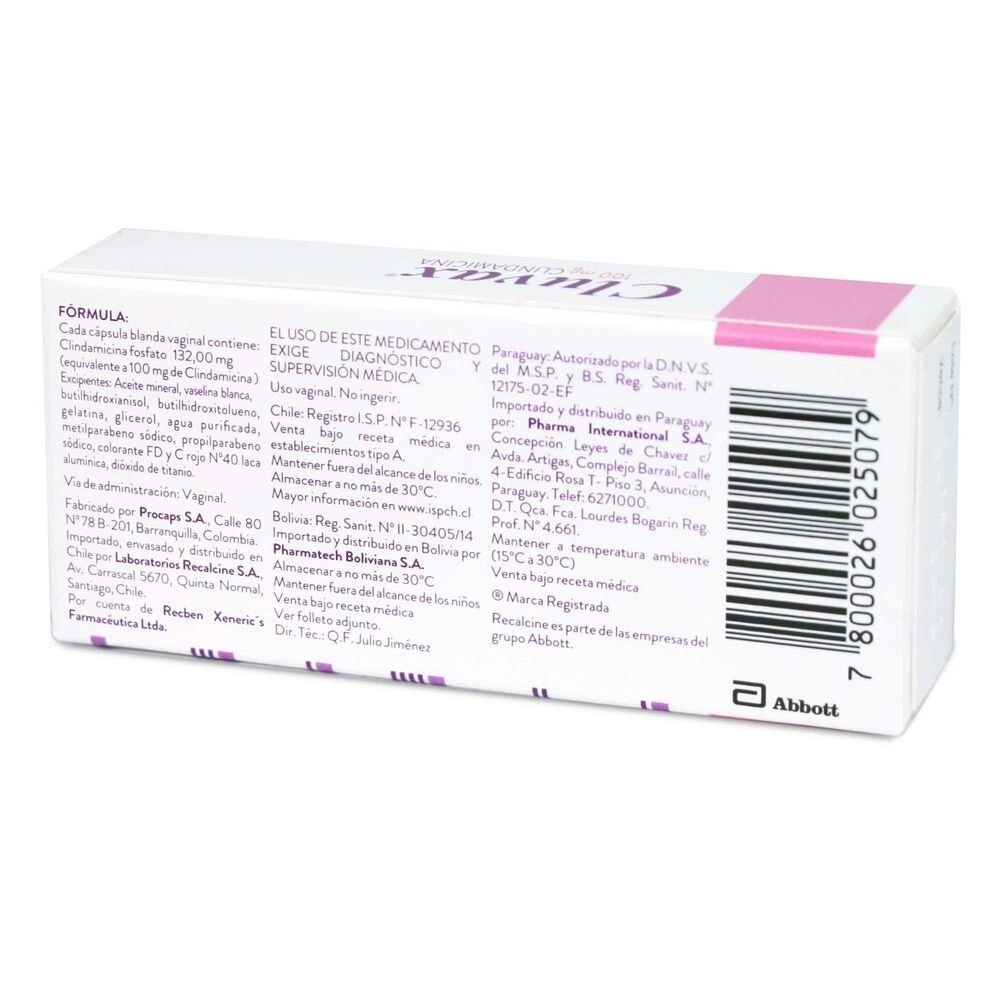 Cluvax®
100 mg CLINDAMICINA
FÓRMULA:
Cada cápsula blanda vaginal contiene:
Clindamicina fosfato 132,00 mg
(equivalente a 100 mg de Clindamicina)
Excipientes: Aceite mineral, vaselina blanca,
butilhidroxianisol, butilhidroxitolueno,
gelatina, glicerol, agua purificada,
metilparabeno sódico, propilparabeno
sódico, colorante FD y C rojo N°40 laca
alumínica, dióxido de titanio.
Vía de administración: Vaginal.
Fabricado por Procaps S.A., Calle 80
N°78 B-201, Barranquilla, Colombia.
Importado, envasado y distribuido en
Chile por Laboratorios Recalcine S.A.,
Av. Carrascal 5670, Quinta Normal,
Santiago, Chile.
Por cuenta de Recben Xeneric´s
Farmacéutica Ltda.
EL USO DE ESTE MEDICAMENTO
EXIGE DIAGNÓSTICO Y
SUPERVISIÓN MÉDICA.
Uso vaginal. No ingerir.
Chile: Registro I.S.P. N° F-12936
Venta bajo receta médica en
establecimientos tipo A.
Mantener fuera del alcance de los niños.
Almacenar a no más de 30°C.
Mayor información en www.ispch.cl
Bolivia: Reg. Sanit. N° II-30405/14
Importado y distribuido en Bolivia por
Pharmatech Boliviana S.A.
Almacenar a no más de 30°C
Mantener fuera del alcance de los niños
Venta bajo receta médica
Ver folleto adjunto.
Dir. Téc.: Q.F. Julio Jiménez
Paraguay: Autorizado por la D.N.V.S.
del M.S.P. y B.S. Reg. Sanit. N°
12175-02-EF
Importado y distribuido en Paraguay
por: Pharma International S.A.,
Concepción Leyes de Chavez c/
Avda. Artigas, Complejo Barrail, calle
4-Edificio Rosa T- Piso 3, Asunción,
Paraguay. Telef: 6271000.
D.T. Qca. Fca. Lourdes Bogarin Reg.
Prof. N° 4.661.
Mantener a temperatura ambiente
(15°C a 30°C)
Venta bajo receta médica
® Marca Registrada
Recalcine es parte de las empresas del
grupo Abbott.
7 800026 025079
Abbott